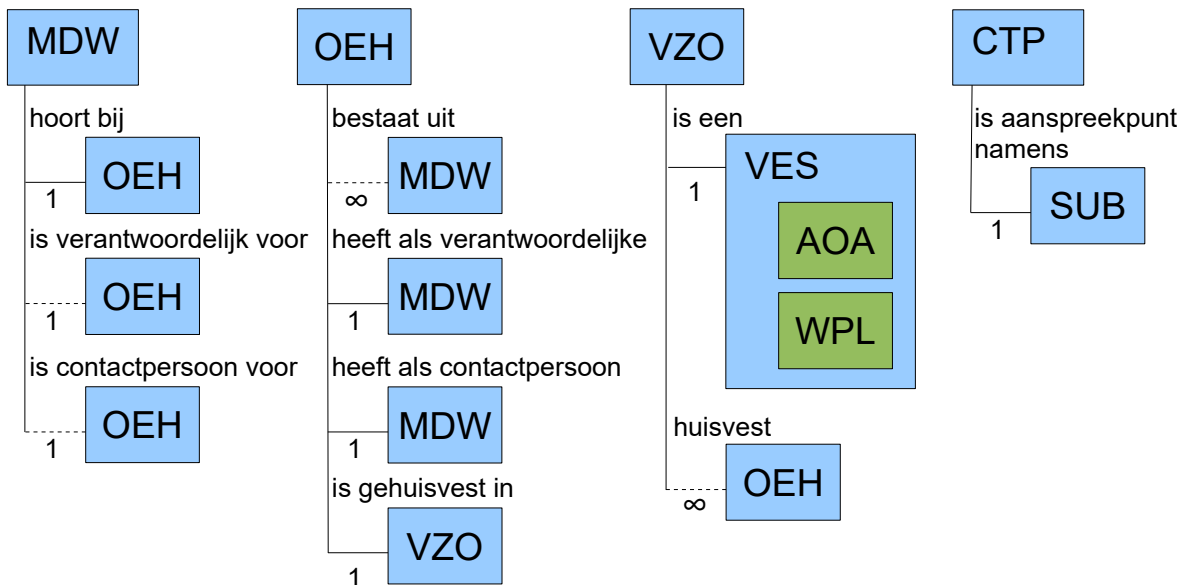 MDW
hoort bij
OEH
1
is verantwoordelijk voor
OEH
1
is contactpersoon voor
OEH
1
OEH
bestaat uit
MDW
∞
heeft als verantwoordelijke
MDW
1
heeft als contactpersoon
MDW
1
is gehuisvest in
VZO
1
VZO
is een
VES
1
AOA
WPL
huisvest
OEH
∞
CTP
is aanspreekpunt
namens
SUB
1